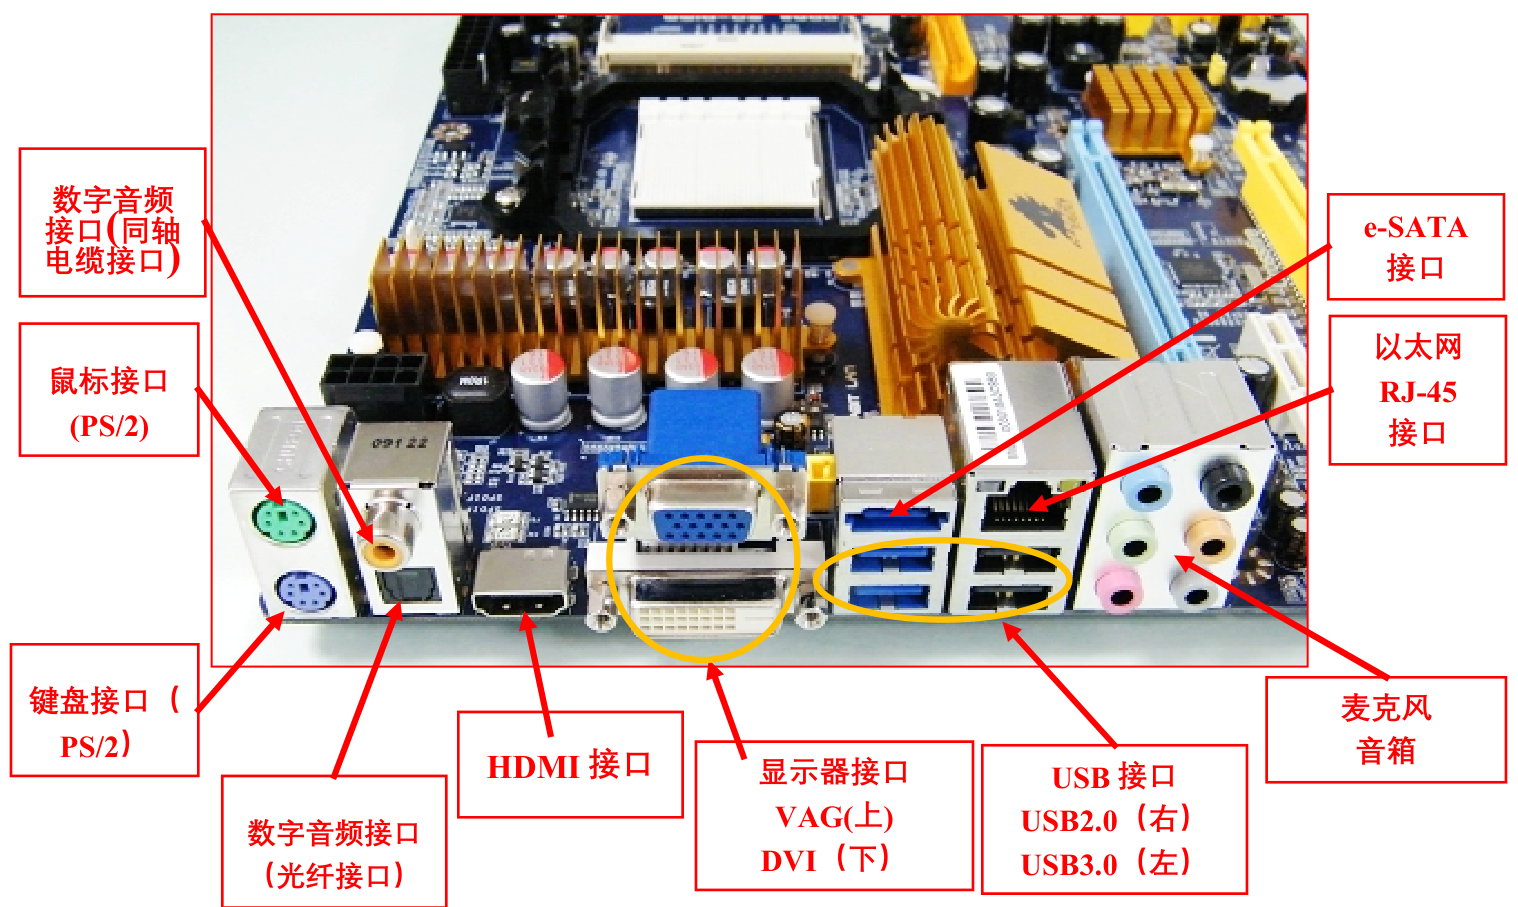 数字音频
接口(同轴
电缆接口)
鼠标接口
(PS/2)
键盘接口（
PS/2）
数字音频接口
（光纤接口）
HDMI 接口
显示器接口
VAG(上)
DVI（下）
USB 接口
USB2.0（右）
USB3.0（左）
麦克风
音箱
以太网
RJ-45
接口
e-SATA
接口
09122